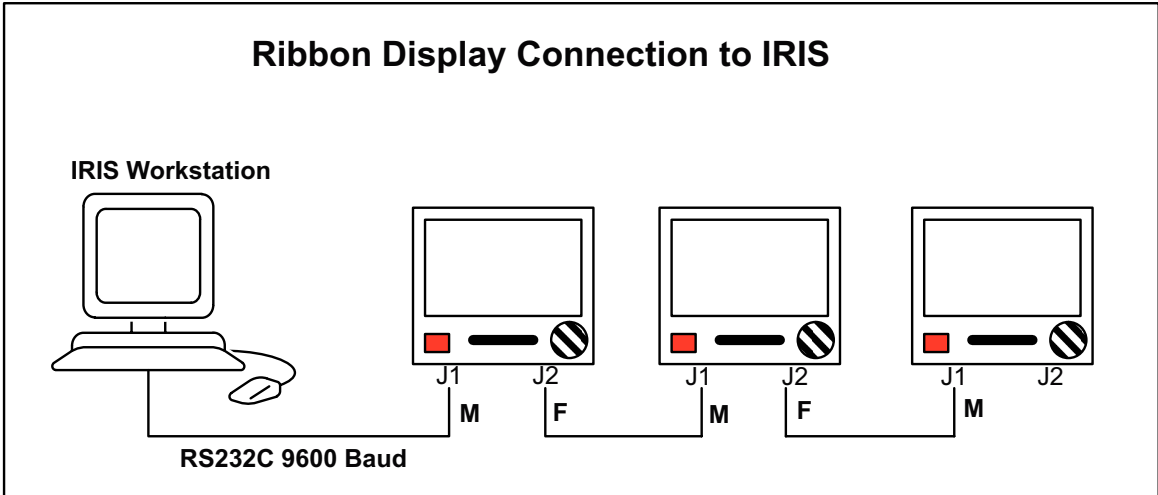 Ribbon Display Connection to IRIS
IRIS Workstation
J1 J2 J1 J2 J1 J2
M F M F M
RS232C 9600 Baud